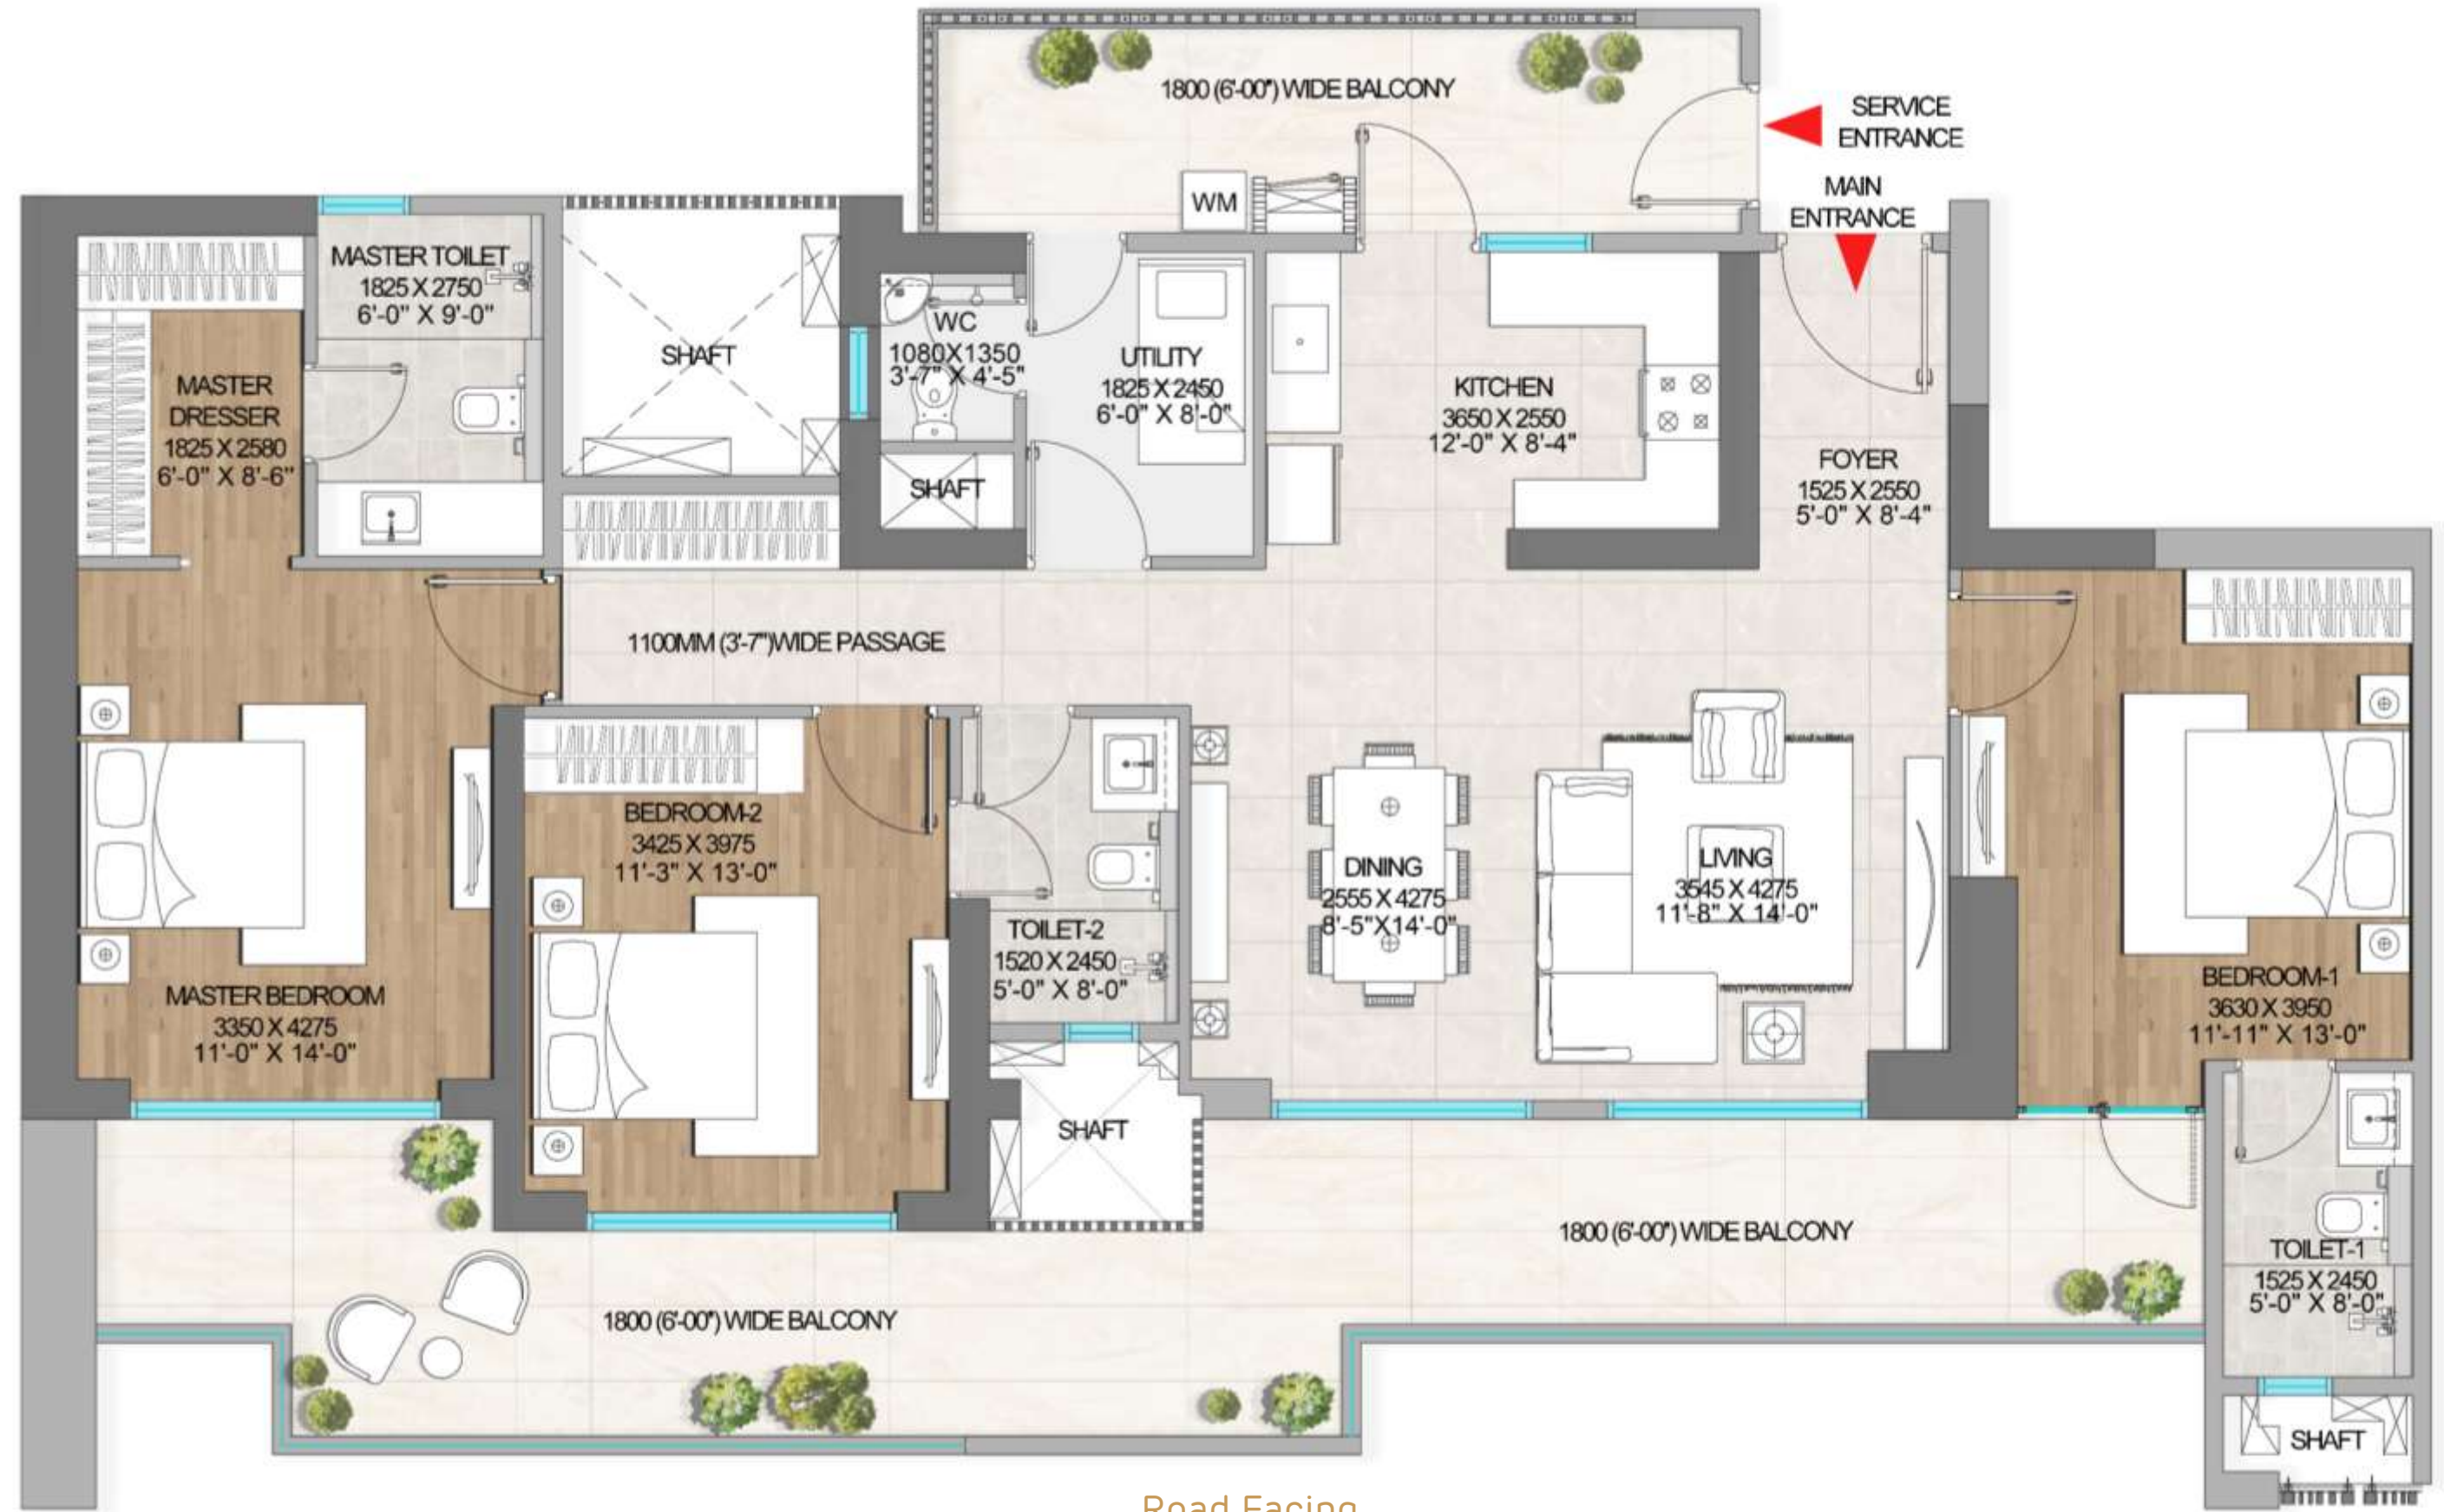 1800 (6'-00") WIDE BALCONY
SERVICE
ENTRANCE
MAIN
ENTRANCE
WM
MASTER TOILET
1825 X 2750
6'-0" X 9'-0"
SHAFT
WC
1080X1350
3'-7" X 4'-5"
UTILITY
1825 X 2450
6'-0" X 8'-0"
KITCHEN
3650 X 2550
12'-0" X 8'-4"
MASTER
DRESSER
1825 X 2580
6'-0" X 8'-6"
FOYER
1525 X 2550
5'-0" X 8'-4"
SHAFT
1100MM (3'-7")WIDE PASSAGE
BEDROOM-2
3425 X 3975
11'-3" X 13'-0"
DINING
2555 X 4275
8'-5"X14'-0"
LIVING
3545 X 4275
11'-8" X 14'-0"
TOILET-2
1520 X 2450
5'-0" X 8'-0"
MASTER BEDROOM
3350 X 4275
11'-0" X 14'-0"
BEDROOM-1
3630 X 3950
11'-11" X 13'-0"
SHAFT
1800 (6'-00") WIDE BALCONY
TOILET-1
1525 X 2450
5'-0" X 8'-0"
1800 (6'-00") WIDE BALCONY
SHAFT
Road Facing